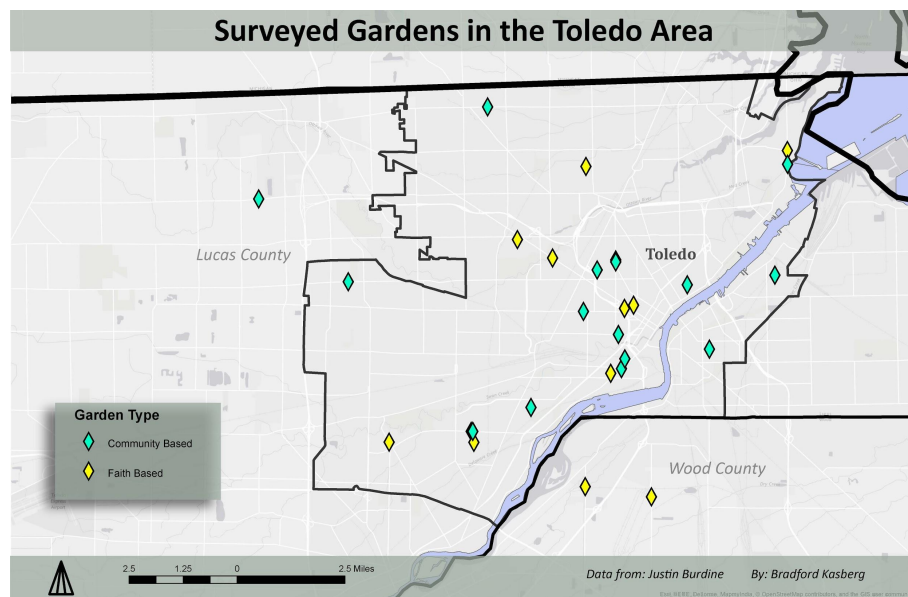 Surveyed Gardens in the Toledo Area
Lucas County
Toledo
Garden Type
Community Based
Faith Based
Wood County
2.5 1.25 0 2.5 Miles
Data from: Justin Burdine By: Bradford Kasberg